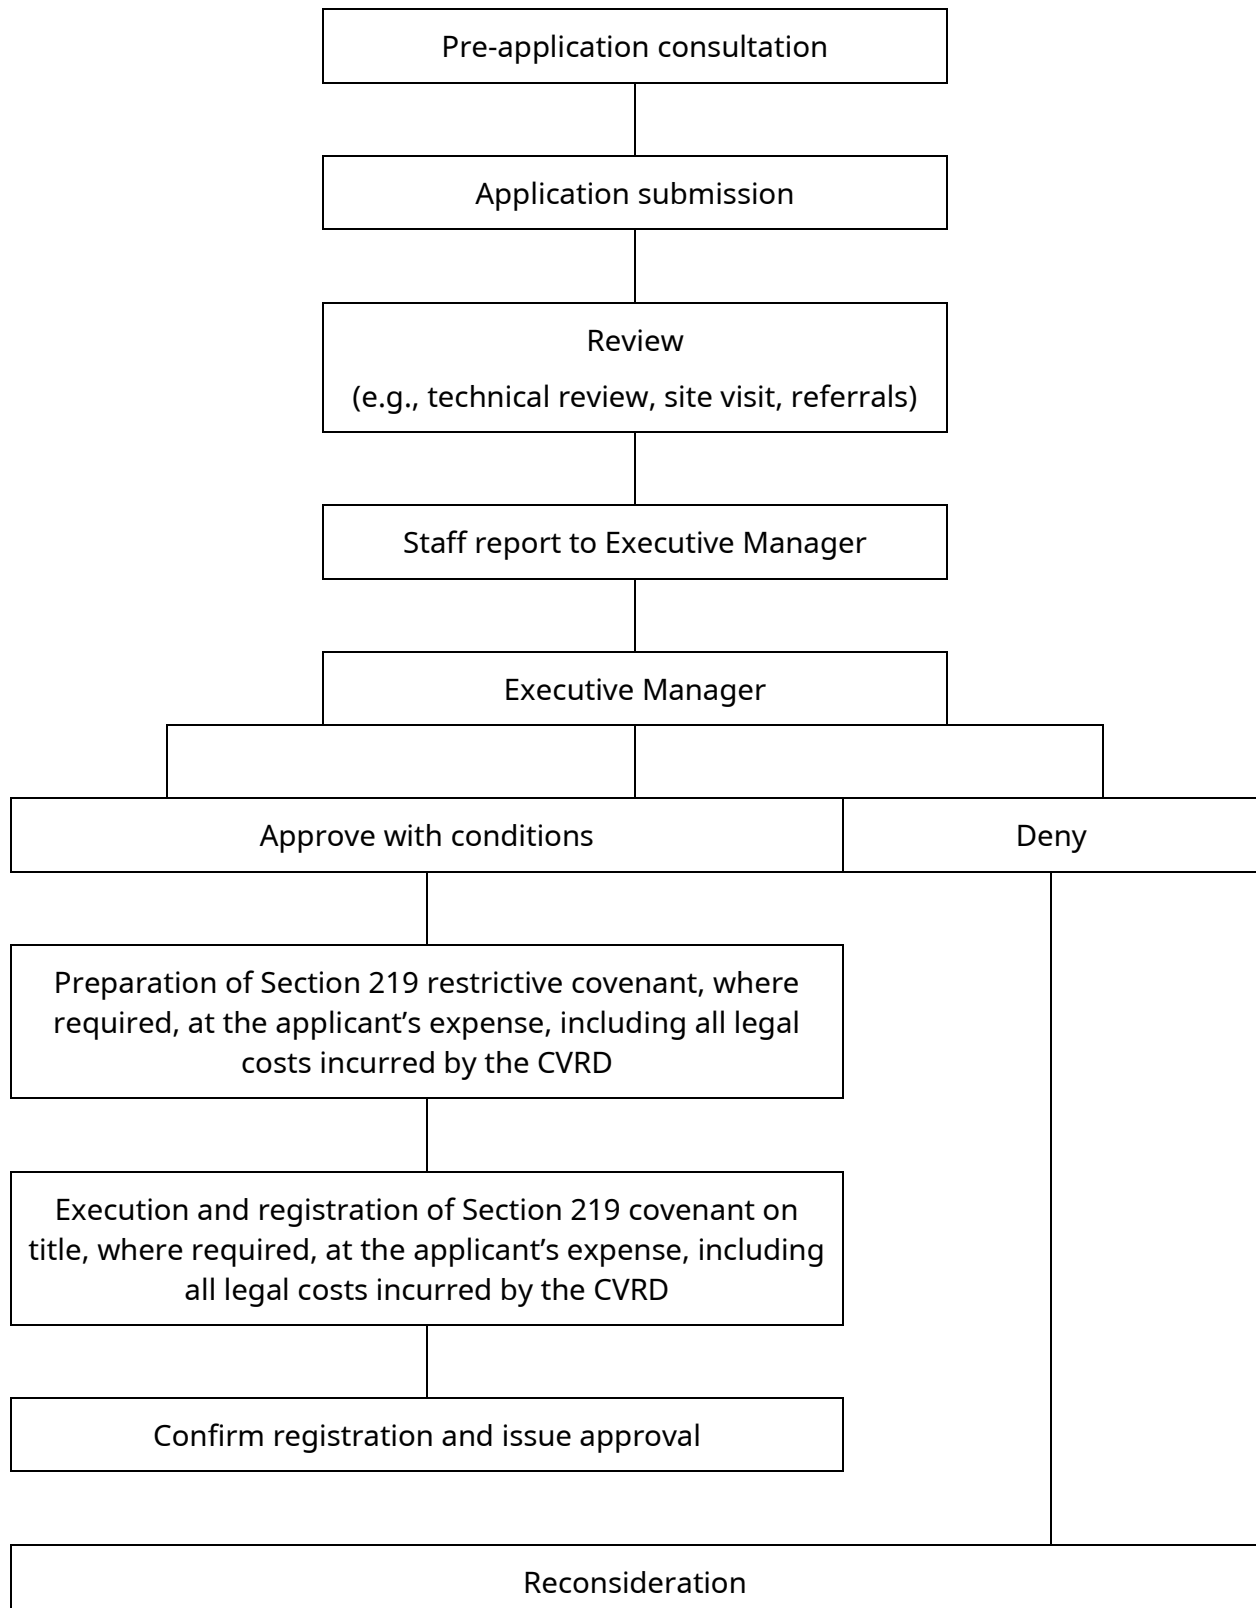 Pre-application consultation
Application submission
Review
(e.g., technical review, site visit, referrals)
Staff report to Executive Manager
Executive Manager
Approve with conditions
Deny
Preparation of Section 219 restrictive covenant, where
required, at the applicant’s expense, including all legal
costs incurred by the CVRD
Execution and registration of Section 219 covenant on
title, where required, at the applicant’s expense, including
all legal costs incurred by the CVRD
Confirm registration and issue approval
Reconsideration